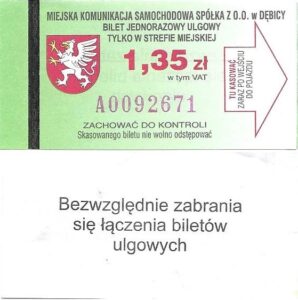 MIEJSKA KOMUNIKACJA SAMOCHODOWA SPÓŁKA Z O.O. w DĘBICY
BILET JEDNORAZOWY ULGOWY
TYLKO W STREFIE MIEJSKIEJ
1,35 zł
w tym VAT
A0092671
ZACHOWAĆ DO KONTROLI
Skasowanego biletu nie wolno odstępować
TU KASOWAĆ
ZARAZ PO WEJŚCIU
DO POJAZDU
Bezwzględnie zabrania
się łączenia biletów
ulgowych